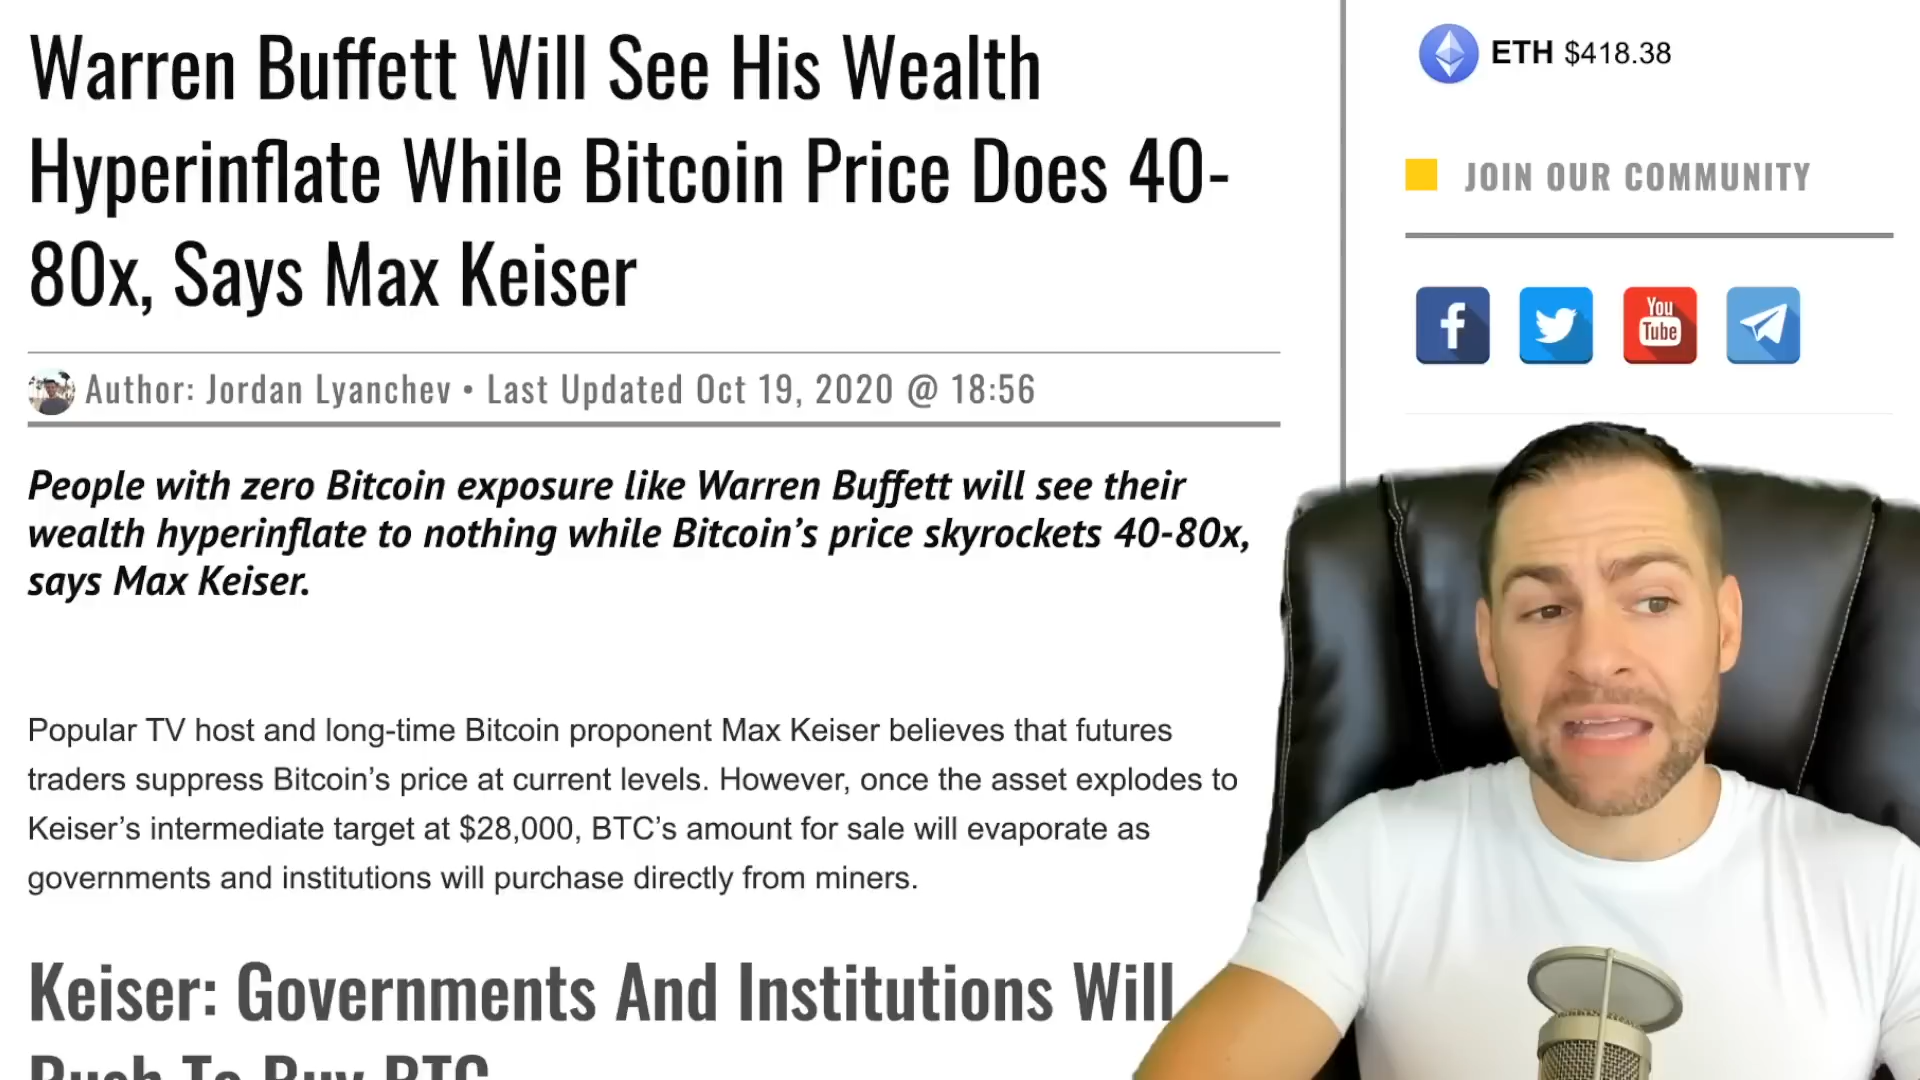 Warren Buffett Will See His Wealth
Hyperinflate While Bitcoin Price Does 40-
80x, Says Max Keiser
Author: Jordan Lyanchev • Last Updated Oct 19, 2020 @ 18:56
People with zero Bitcoin exposure like Warren Buffett will see their
wealth hyperinflate to nothing while Bitcoin’s price skyrockets 40-80x,
says Max Keiser.
Popular TV host and long-time Bitcoin proponent Max Keiser believes that futures
traders suppress Bitcoin’s price at current levels. However, once the asset explodes to
Keiser’s intermediate target at $28,000, BTC’s amount for sale will evaporate as
governments and institutions will purchase directly from miners.
Keiser: Governments And Institutions Will
Rush To Buy BTC
ETH $418.38
JOIN OUR COMMUNITY
You
Tube